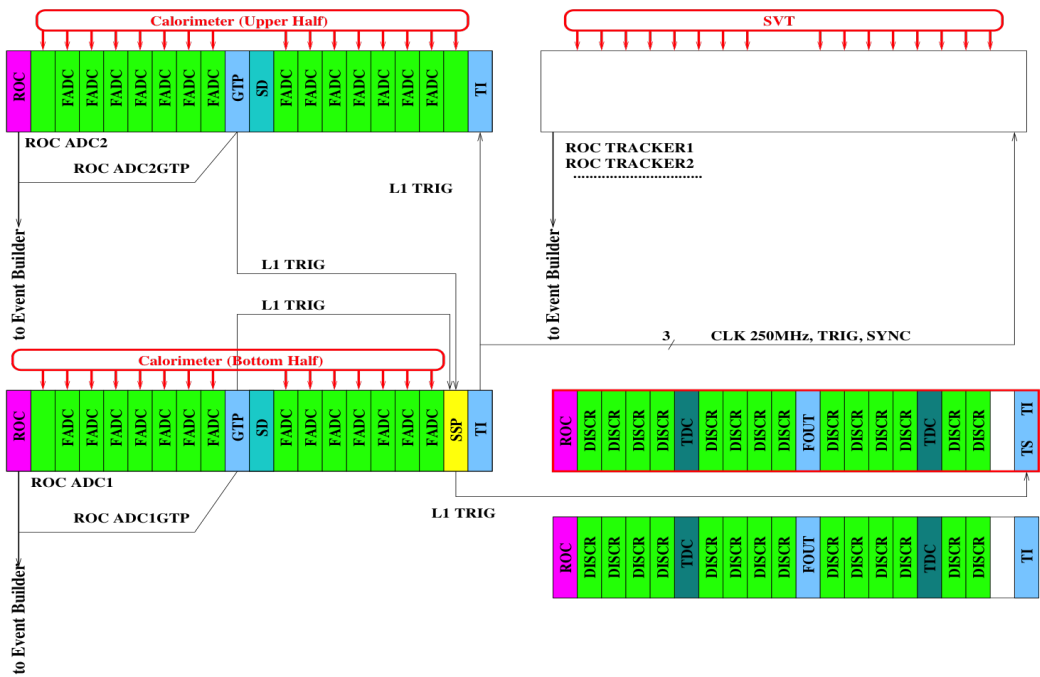 Calorimeter (Upper Half)
SVT
ROC
FADC
FADC
FADC
FADC
FADC
FADC
FADC
GTP
SD
FADC
FADC
FADC
FADC
FADC
FADC
FADC
TI
ROC ADC2
ROC ADC2GTP
L1 TRIG
ROC TRACKER1
ROC TRACKER2
to Event Builder
to Event Builder
L1 TRIG
L1 TRIG
3
CLK 250MHz, TRIG, SYNC
Calorimeter (Bottom Half)
ROC
FADC
FADC
FADC
FADC
FADC
FADC
FADC
GTP
SD
FADC
FADC
FADC
FADC
FADC
FADC
FADC
SSP
TI
ROC
DISCR
DISCR
DISCR
DISCR
TDC
DISCR
DISCR
DISCR
DISCR
FOUT
DISCR
DISCR
DISCR
DISCR
TDC
DISCR
DISCR
TS TI
ROC ADC1
ROC ADC1GTP
L1 TRIG
to Event Builder
ROC
DISCR
DISCR
DISCR
DISCR
TDC
DISCR
DISCR
DISCR
DISCR
FOUT
DISCR
DISCR
DISCR
DISCR
TDC
DISCR
DISCR
TI